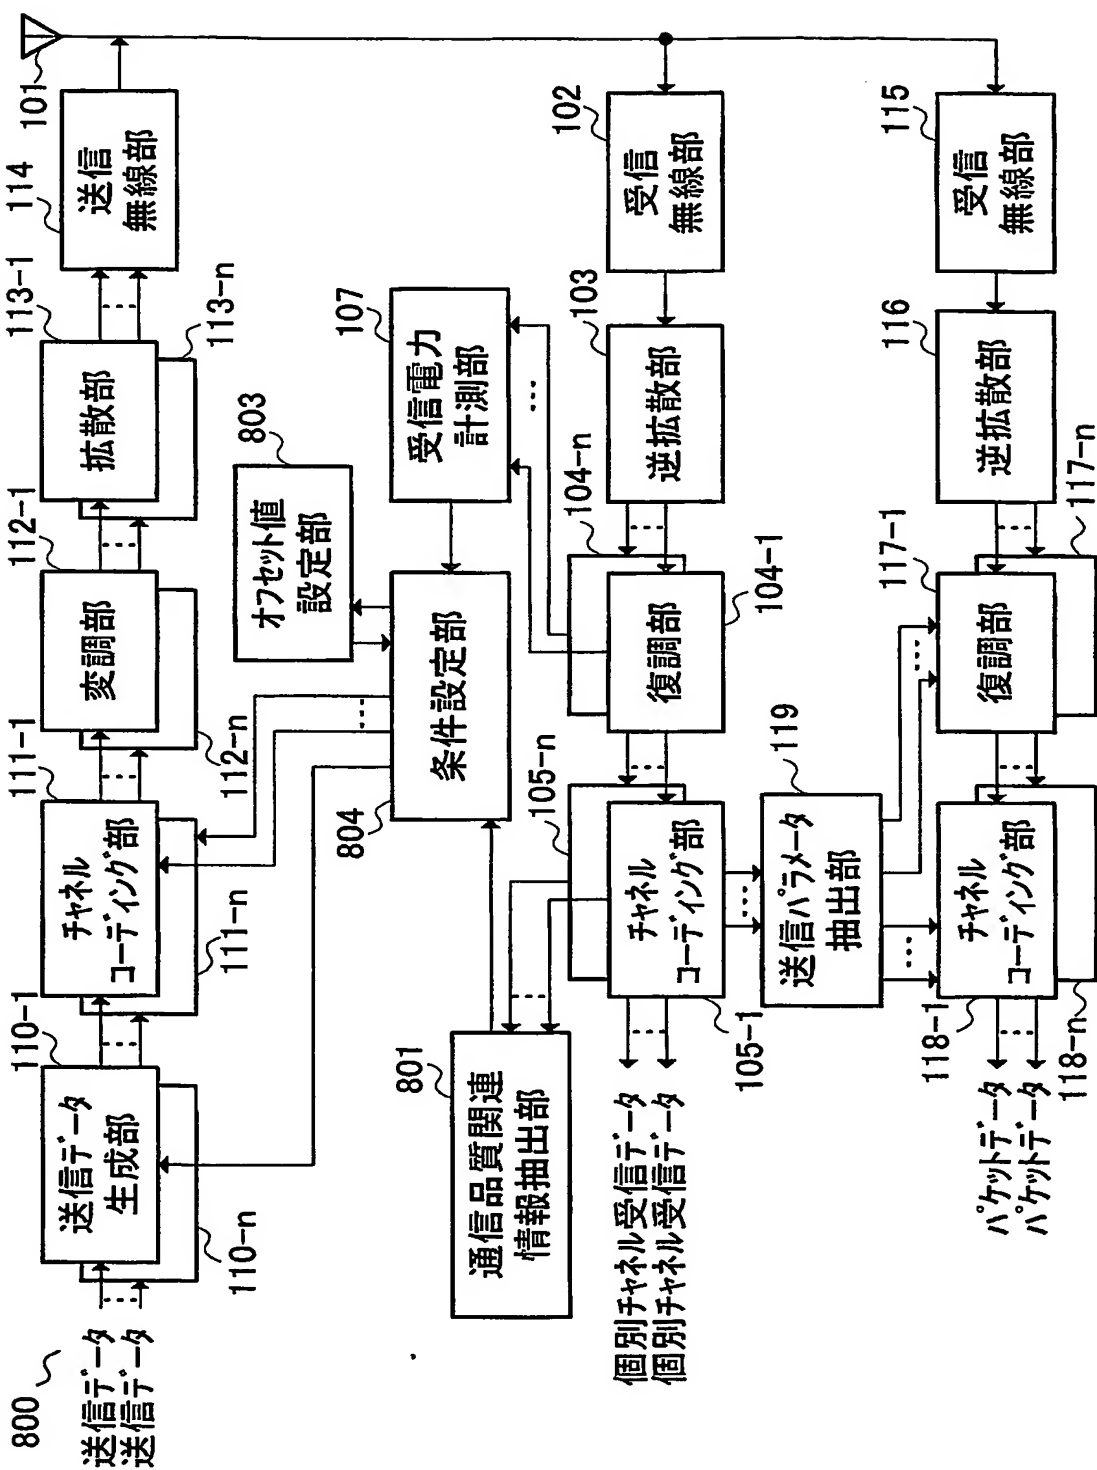 800
送信データ
送信データ
110-1
送信データ
生成部
110-n
111-1
チャネル
コーディング部
111-n
112-1
変調部
112-n
113-1
拡散部
113-n
114
送信
無線部
101
803
オフセット値
設定部
804
条件設定部
107
受信電力
計測部
801
通信品質関連
情報抽出部
102
受信
無線部
103
逆拡散部
104-n
復調部
104-1
105-n
チャネル
コーディング部
105-1
個別チャネル受信データ
個別チャネル受信データ
119
送信パラメータ
抽出部
115
受信
無線部
116
逆拡散部
117-1
復調部
117-n
チャネル
コーディング部
118-1
118-n
パケットデータ
パケットデータ